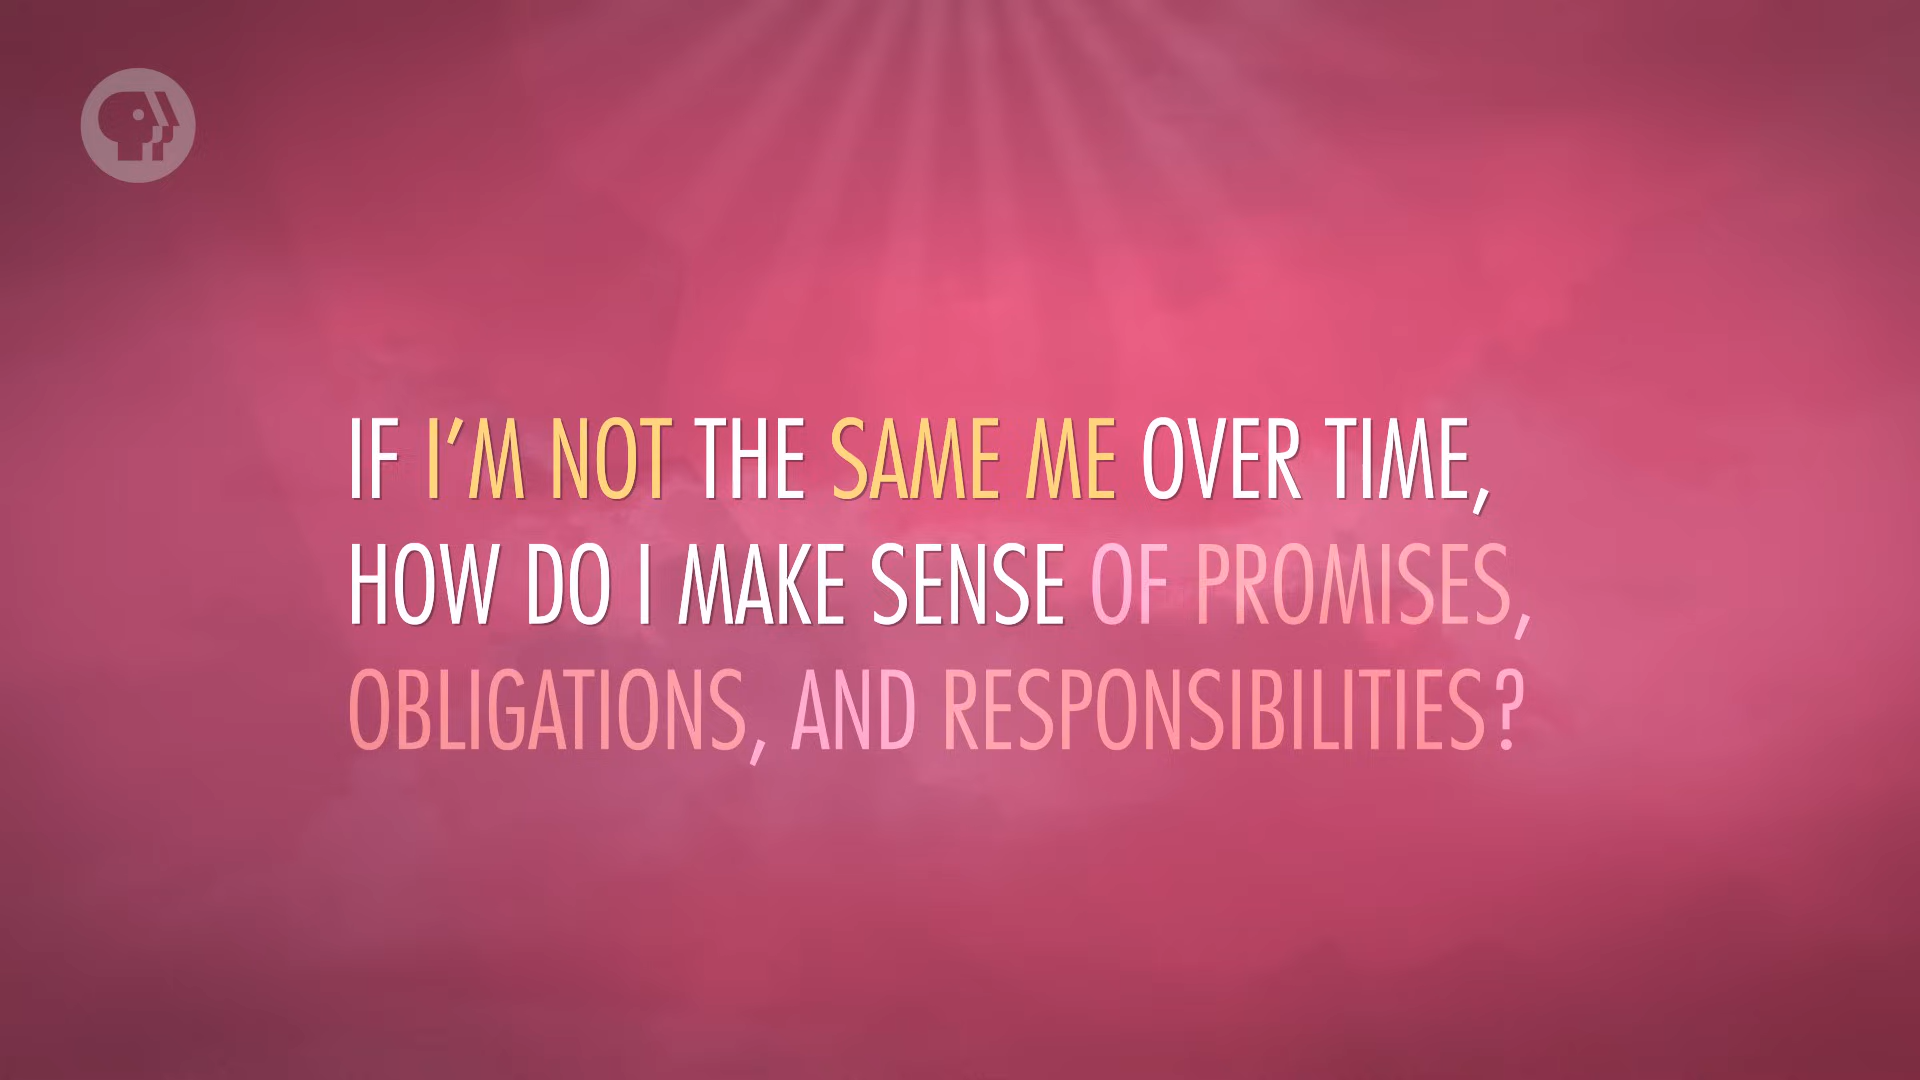 IF I'M NOT THE SAME ME OVER TIME,
HOW DO I MAKE SENSE OF PROMISES,
OBLIGATIONS, AND RESPONSIBILITIES?